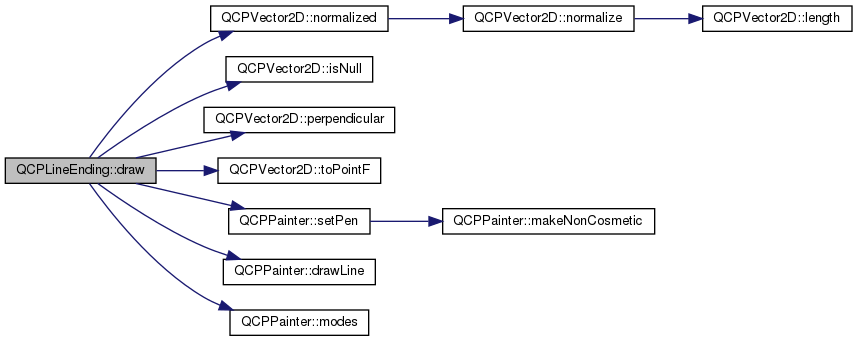 QCPVector2D::normalized
QCPVector2D::normalize
QCPVector2D::length
QCPVector2D::isNull
QCPVector2D::perpendicular
QCPLineEnding::draw
QCPVector2D::toPointF
QCPPainter::setPen
QCPPainter::makeNonCosmetic
QCPPainter::drawLine
QCPPainter::modes